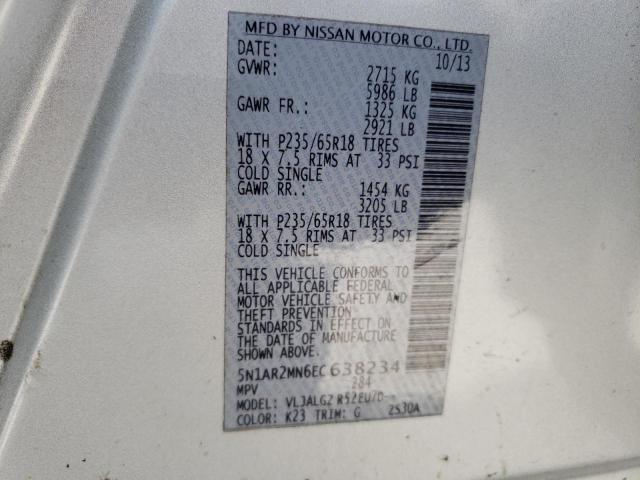 MFD BY NISSAN MOTOR CO., LTD.
DATE: 10/13
GVWR: 2715 KG
5986 LB
GAWR FR.: 1325 KG
2921 LB
WITH P235/65R18 TIRES
18 X 7.5 RIMS AT 33 PSI
COLD SINGLE
GAWR RR.: 1454 KG
3205 LB
WITH P235/65R18 TIRES
18 X 7.5 RIMS AT 33 PSI
COLD SINGLE
THIS VEHICLE CONFORMS TO
ALL APPLICABLE FEDERAL
MOTOR VEHICLE SAFETY AND
THEFT PREVENTION
STANDARDS IN EFFECT ON
THE DATE OF MANUFACTURE
SHOWN ABOVE.
5N1AR2MN6EC638234
MPV 284
MODEL:
COLOR: K23 TRIM: G 2S30A